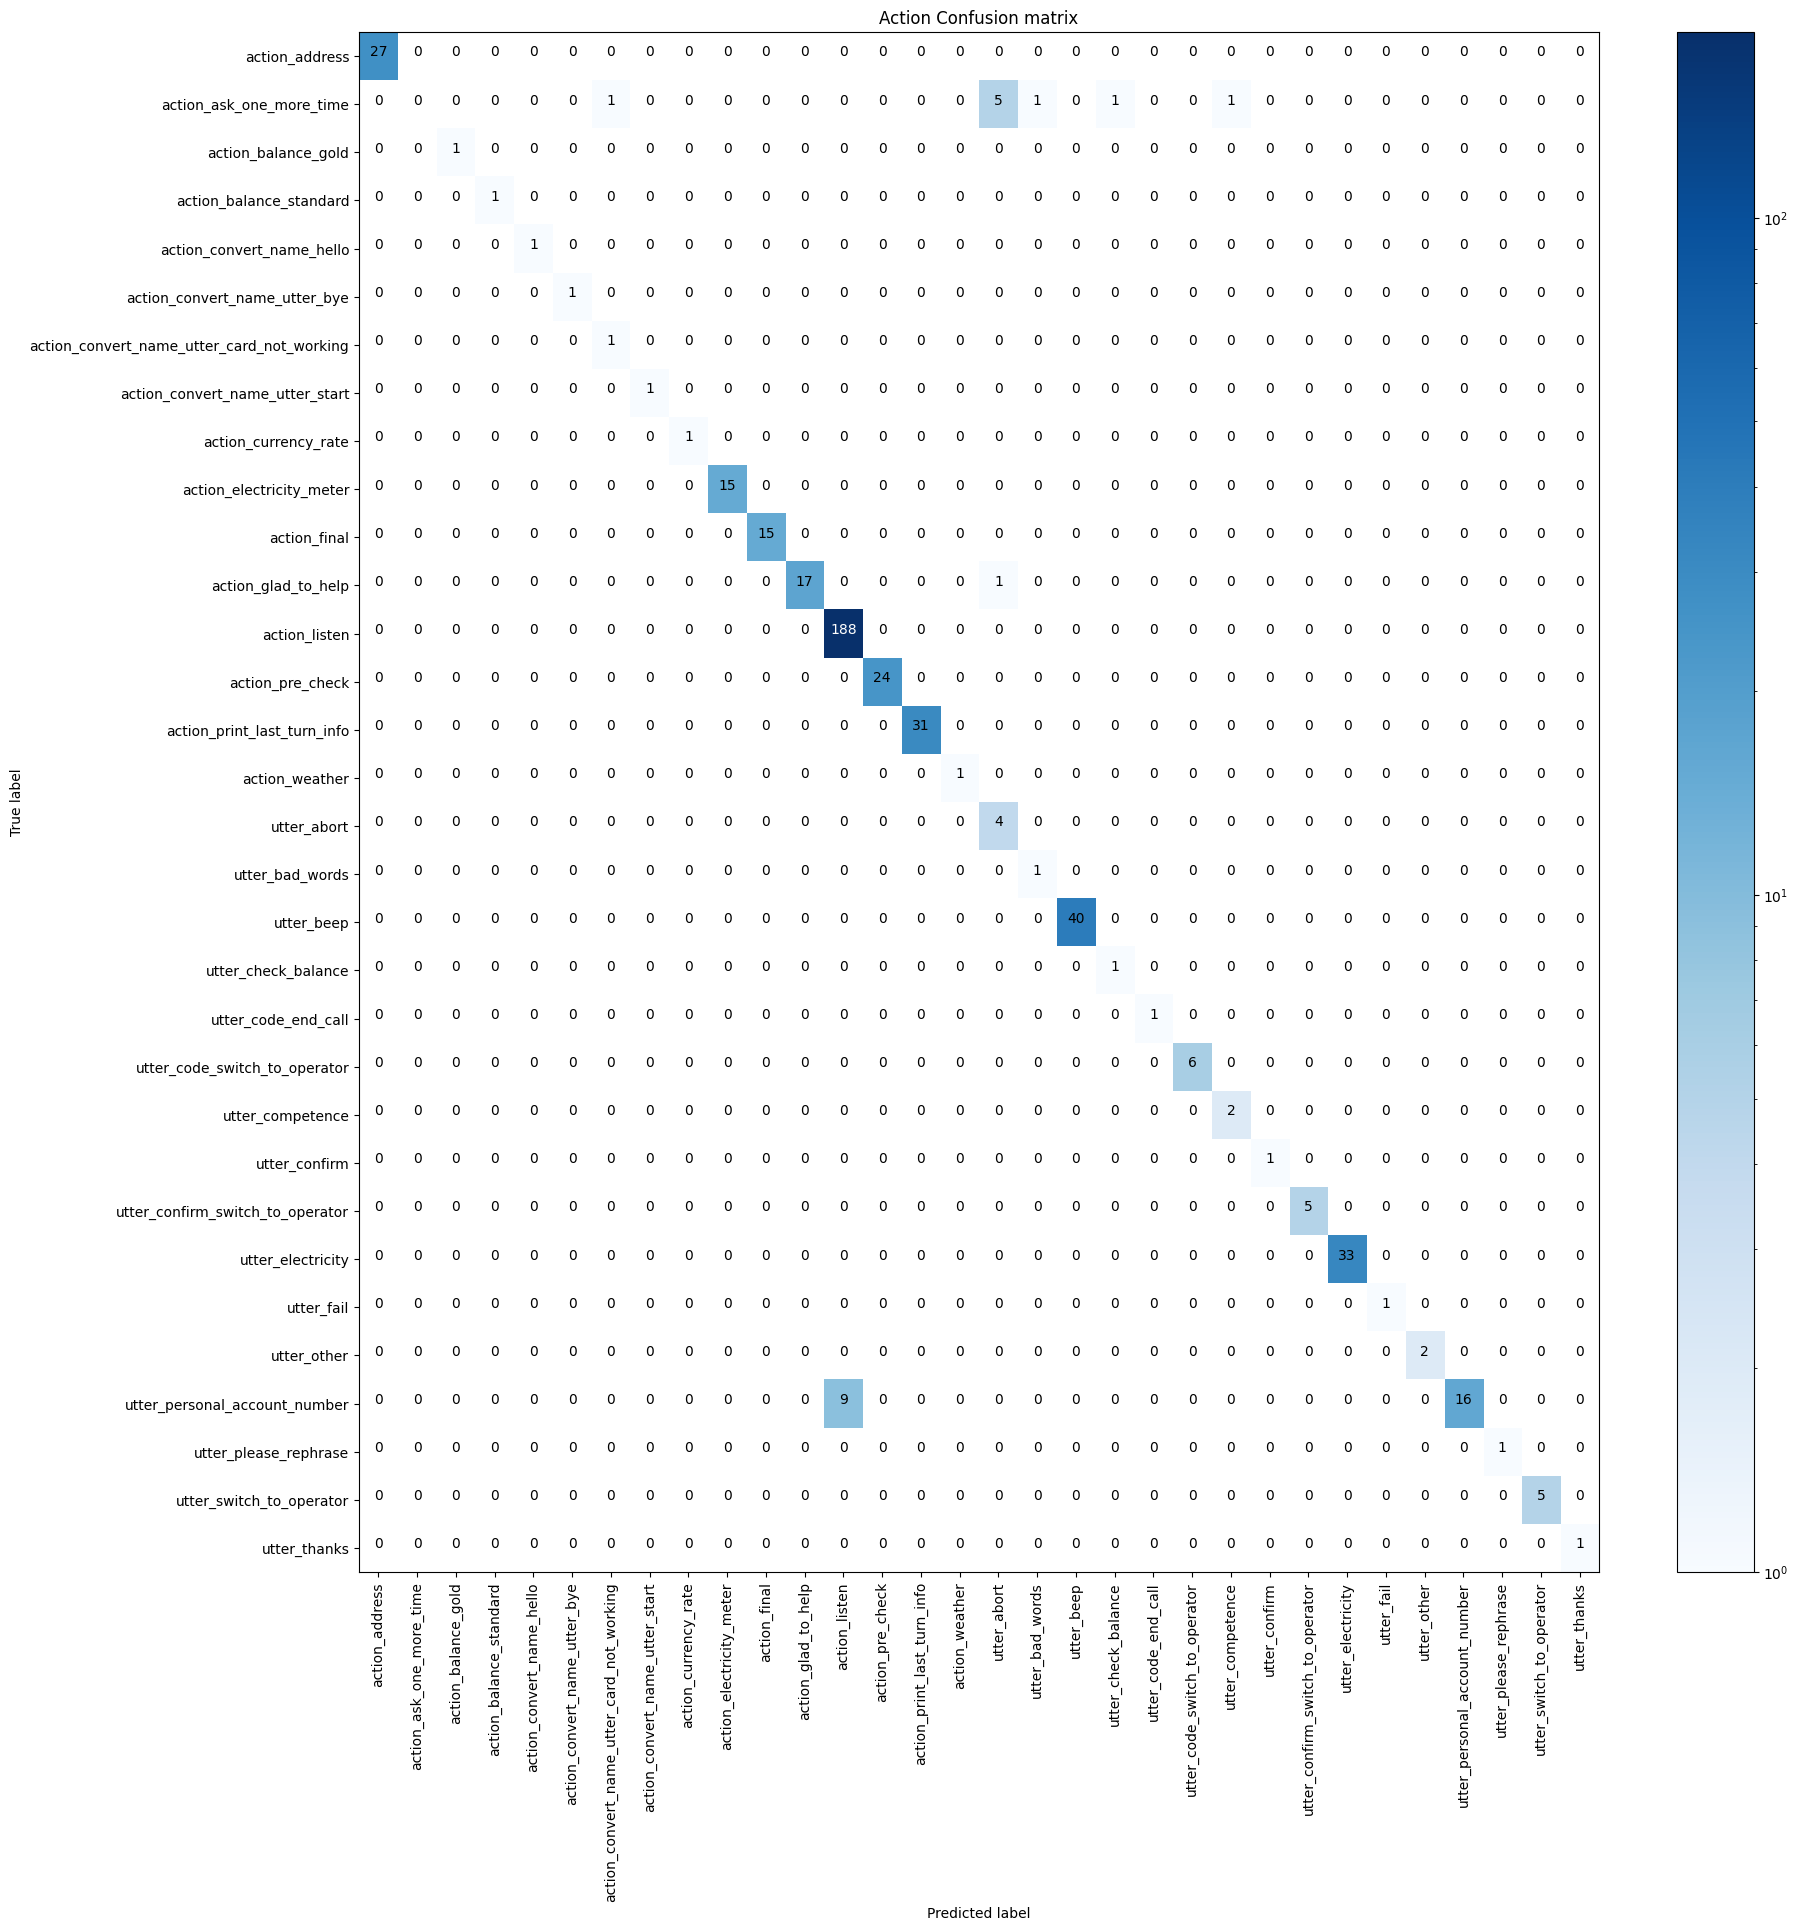 Action Confusion matrix
action_address 27 0 0 0 0 0 0 0 0 0 0 0 0 0 0 0 0 0 0 0 0 0 0 0 0 0 0 0 0 0 0 0
action_ask_one_more_time 0 0 0 0 0 0 1 0 0 0 0 0 0 0 0 0 5 1 0 1 0 0 1 0 0 0 0 0 0 0 0 0
action_balance_gold 0 0 1 0 0 0 0 0 0 0 0 0 0 0 0 0 0 0 0 0 0 0 0 0 0 0 0 0 0 0 0 0
action_balance_standard 0 0 0 1 0 0 0 0 0 0 0 0 0 0 0 0 0 0 0 0 0 0 0 0 0 0 0 0 0 0 0 0
action_convert_name_hello 0 0 0 0 1 0 0 0 0 0 0 0 0 0 0 0 0 0 0 0 0 0 0 0 0 0 0 0 0 0 0 0
action_convert_name_utter_bye 0 0 0 0 0 1 0 0 0 0 0 0 0 0 0 0 0 0 0 0 0 0 0 0 0 0 0 0 0 0 0 0
action_convert_name_utter_card_not_working 0 0 0 0 0 0 1 0 0 0 0 0 0 0 0 0 0 0 0 0 0 0 0 0 0 0 0 0 0 0 0 0
action_convert_name_utter_start 0 0 0 0 0 0 0 1 0 0 0 0 0 0 0 0 0 0 0 0 0 0 0 0 0 0 0 0 0 0 0 0
action_currency_rate 0 0 0 0 0 0 0 0 1 0 0 0 0 0 0 0 0 0 0 0 0 0 0 0 0 0 0 0 0 0 0 0
action_electricity_meter 0 0 0 0 0 0 0 0 0 15 0 0 0 0 0 0 0 0 0 0 0 0 0 0 0 0 0 0 0 0 0 0
action_final 0 0 0 0 0 0 0 0 0 0 15 0 0 0 0 0 0 0 0 0 0 0 0 0 0 0 0 0 0 0 0 0
action_glad_to_help 0 0 0 0 0 0 0 0 0 0 0 17 0 0 0 0 1 0 0 0 0 0 0 0 0 0 0 0 0 0 0 0
action_listen 0 0 0 0 0 0 0 0 0 0 0 0 188 0 0 0 0 0 0 0 0 0 0 0 0 0 0 0 0 0 0 0
action_pre_check 0 0 0 0 0 0 0 0 0 0 0 0 0 24 0 0 0 0 0 0 0 0 0 0 0 0 0 0 0 0 0 0
action_print_last_turn_info 0 0 0 0 0 0 0 0 0 0 0 0 0 0 31 0 0 0 0 0 0 0 0 0 0 0 0 0 0 0 0 0
action_weather 0 0 0 0 0 0 0 0 0 0 0 0 0 0 0 1 0 0 0 0 0 0 0 0 0 0 0 0 0 0 0 0
utter_abort 0 0 0 0 0 0 0 0 0 0 0 0 0 0 0 0 4 0 0 0 0 0 0 0 0 0 0 0 0 0 0 0
utter_bad_words 0 0 0 0 0 0 0 0 0 0 0 0 0 0 0 0 0 1 0 0 0 0 0 0 0 0 0 0 0 0 0 0
utter_beep 0 0 0 0 0 0 0 0 0 0 0 0 0 0 0 0 0 0 40 0 0 0 0 0 0 0 0 0 0 0 0 0
utter_check_balance 0 0 0 0 0 0 0 0 0 0 0 0 0 0 0 0 0 0 0 1 0 0 0 0 0 0 0 0 0 0 0 0
utter_code_end_call 0 0 0 0 0 0 0 0 0 0 0 0 0 0 0 0 0 0 0 0 1 0 0 0 0 0 0 0 0 0 0 0
utter_code_switch_to_operator 0 0 0 0 0 0 0 0 0 0 0 0 0 0 0 0 0 0 0 0 0 6 0 0 0 0 0 0 0 0 0 0
utter_competence 0 0 0 0 0 0 0 0 0 0 0 0 0 0 0 0 0 0 0 0 0 0 2 0 0 0 0 0 0 0 0 0
utter_confirm 0 0 0 0 0 0 0 0 0 0 0 0 0 0 0 0 0 0 0 0 0 0 0 1 0 0 0 0 0 0 0 0
utter_confirm_switch_to_operator 0 0 0 0 0 0 0 0 0 0 0 0 0 0 0 0 0 0 0 0 0 0 0 0 5 0 0 0 0 0 0 0
utter_electricity 0 0 0 0 0 0 0 0 0 0 0 0 0 0 0 0 0 0 0 0 0 0 0 0 0 33 0 0 0 0 0 0
utter_fail 0 0 0 0 0 0 0 0 0 0 0 0 0 0 0 0 0 0 0 0 0 0 0 0 0 0 1 0 0 0 0 0
utter_other 0 0 0 0 0 0 0 0 0 0 0 0 0 0 0 0 0 0 0 0 0 0 0 0 0 0 0 2 0 0 0 0
utter_personal_account_number 0 0 0 0 0 0 0 0 0 0 0 0 9 0 0 0 0 0 0 0 0 0 0 0 0 0 0 0 16 0 0 0
utter_please_rephrase 0 0 0 0 0 0 0 0 0 0 0 0 0 0 0 0 0 0 0 0 0 0 0 0 0 0 0 0 0 1 0 0
utter_switch_to_operator 0 0 0 0 0 0 0 0 0 0 0 0 0 0 0 0 0 0 0 0 0 0 0 0 0 0 0 0 0 0 5 0
utter_thanks 0 0 0 0 0 0 0 0 0 0 0 0 0 0 0 0 0 0 0 0 0 0 0 0 0 0 0 0 0 0 0 1
True label
action_address
action_ask_one_more_time
action_balance_gold
action_balance_standard
action_convert_name_hello
action_convert_name_utter_bye
action_convert_name_utter_card_not_working
action_convert_name_utter_start
action_currency_rate
action_electricity_meter
action_final
action_glad_to_help
action_listen
action_pre_check
action_print_last_turn_info
action_weather
utter_abort
utter_bad_words
utter_beep
utter_check_balance
utter_code_end_call
utter_code_switch_to_operator
utter_competence
utter_confirm
utter_confirm_switch_to_operator
utter_electricity
utter_fail
utter_other
utter_personal_account_number
utter_please_rephrase
utter_switch_to_operator
utter_thanks
Predicted label
10²
10¹
10⁰